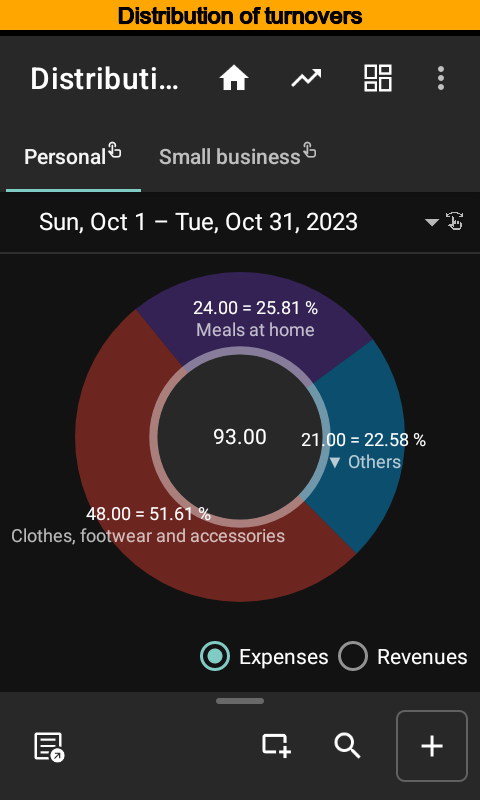 Distribution of turnovers
Distributi...
Personal
Small business
Sun, Oct 1 – Tue, Oct 31, 2023
24.00 = 25.81 %
Meals at home
93.00
21.00 = 22.58 %
▼ Others
48.00 = 51.61 %
Clothes, footwear and accessories
Expenses
Revenues